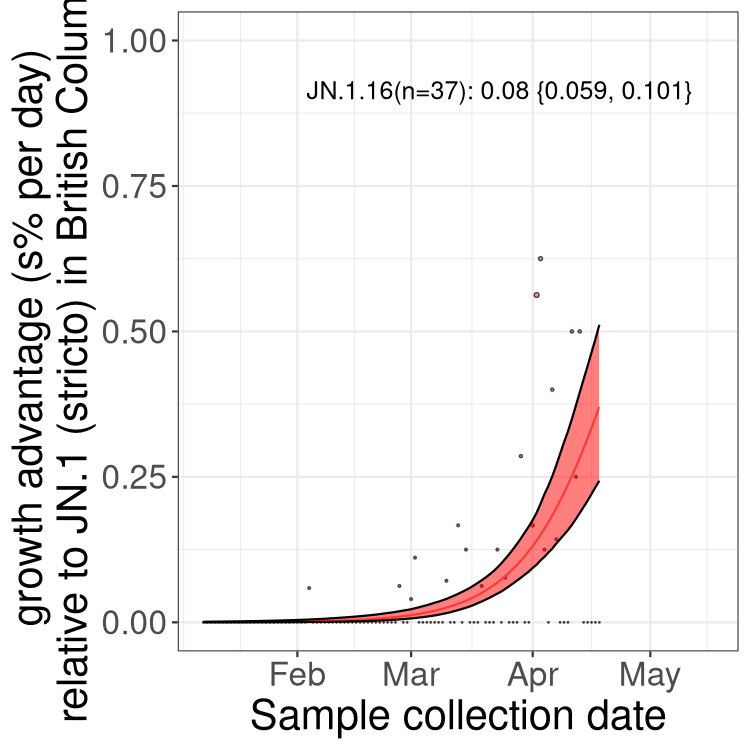 growth advantage (s% per day)
relative to JN.1 (stricto) in British Colum
1.00
0.75
0.50
0.25
0.00
JN.1.16(n=37): 0.08 {0.059, 0.101}
Feb Mar Apr May
Sample collection date